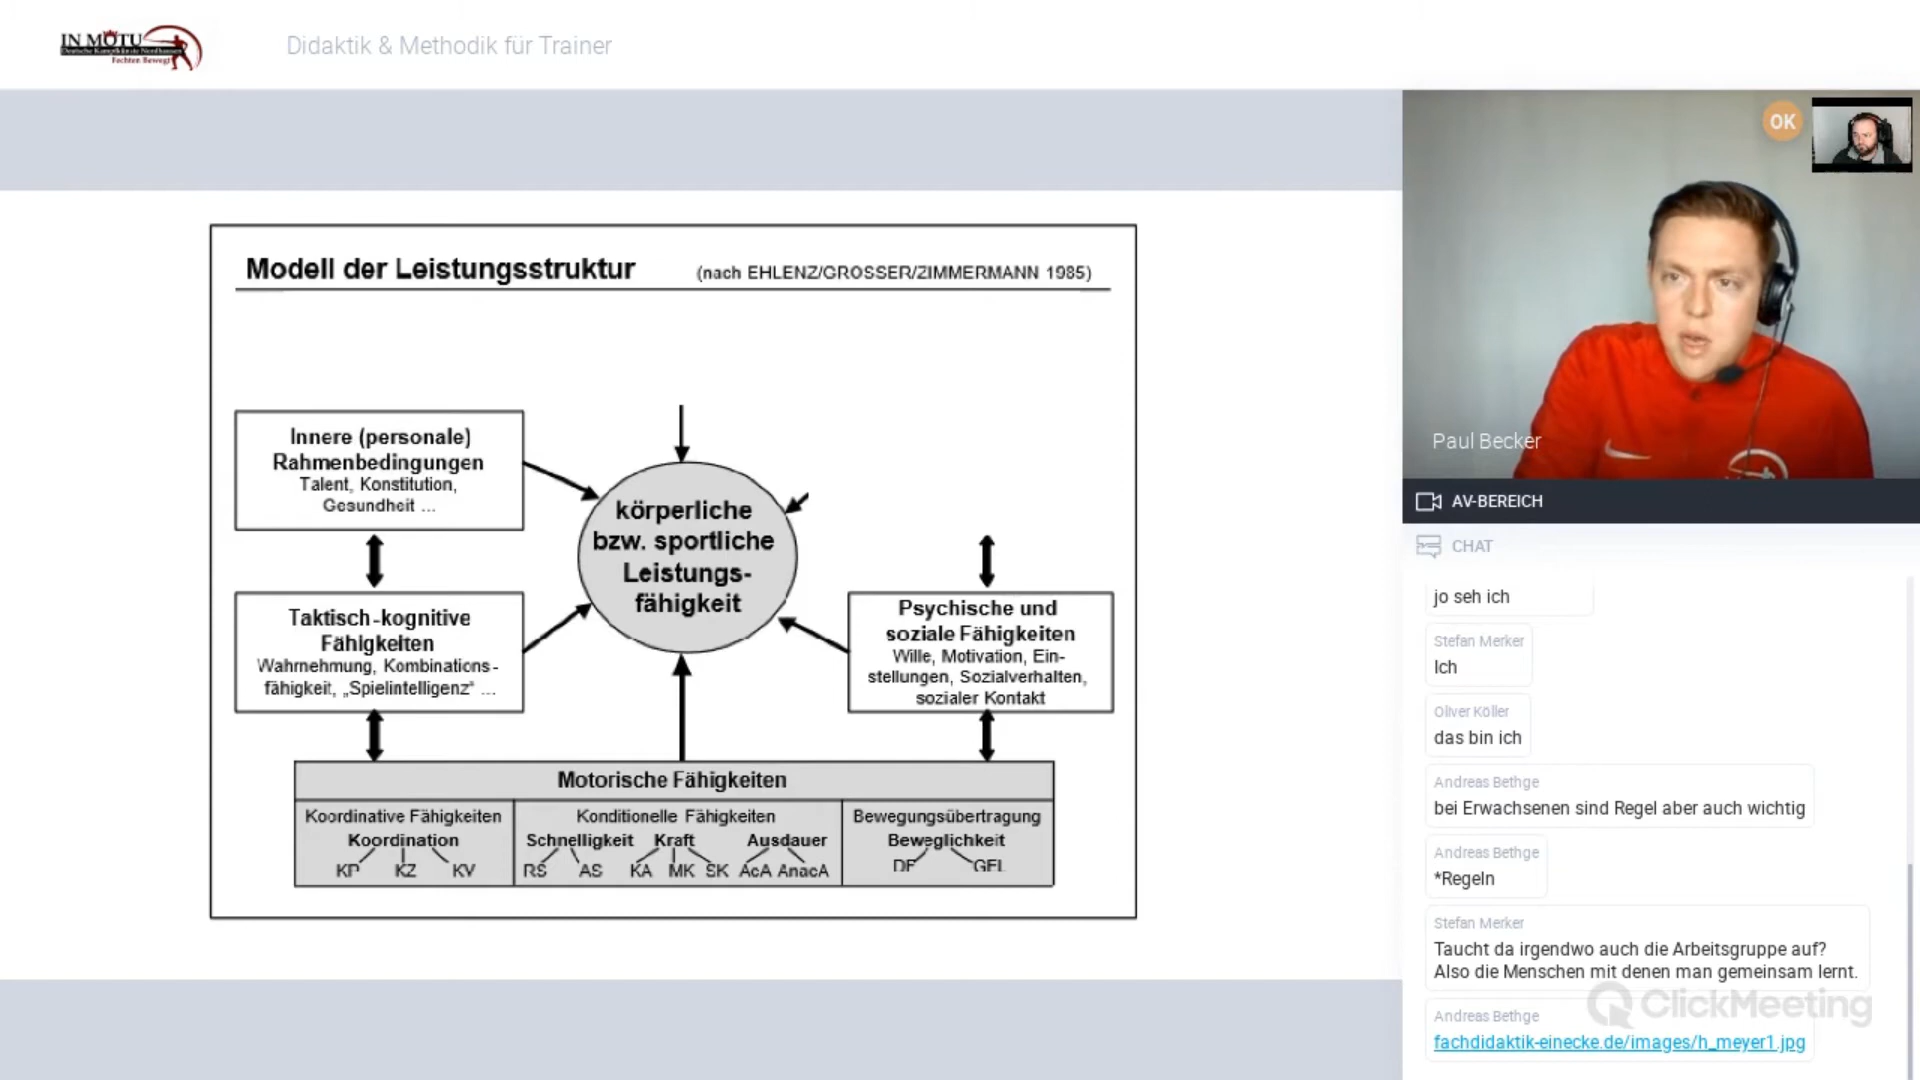 IN MOTU
Deutsche Kampfkünste Nordhausen
Fechten Bewegt
Didaktik & Methodik für Trainer
Modell der Leistungsstruktur (nach EHLENZ/GROSSER/ZIMMERMANN 1985)
Innere (personale)
Rahmenbedingungen
Talent, Konstitution,
Gesundheit ...
körperliche
bzw. sportliche
Leistungs-
fähigkeit
Taktisch-kognitive
Fähigkeiten
Wahrnehmung, Kombinations-
fähigkeit, „Spielintelligenz“ ...
Psychische und
soziale Fähigkeiten
Wille, Motivation, Ein-
stellungen, Sozialverhalten,
sozialer Kontakt
Motorische Fähigkeiten
Koordinative Fähigkeiten
Koordination
KP KZ KV
Konditionelle Fähigkeiten
Schnelligkeit Kraft Ausdauer
RS AS KA MK SK AcA AnacA
Bewegungsübertragung
Beweglichkeit
DF GEL
OK
Paul Becker
AV-BEREICH
CHAT
jo seh ich
Stefan Merker
Ich
Oliver Köller
das bin ich
Andreas Bethge
bei Erwachsenen sind Regel aber auch wichtig
Andreas Bethge
*Regeln
Stefan Merker
Taucht da irgendwo auch die Arbeitsgruppe auf?
Also die Menschen mit denen man gemeinsam lernt.
Andreas Bethge
fachdidaktik-einecke.de/images/h_meyer1.jpg
ClickMeeting